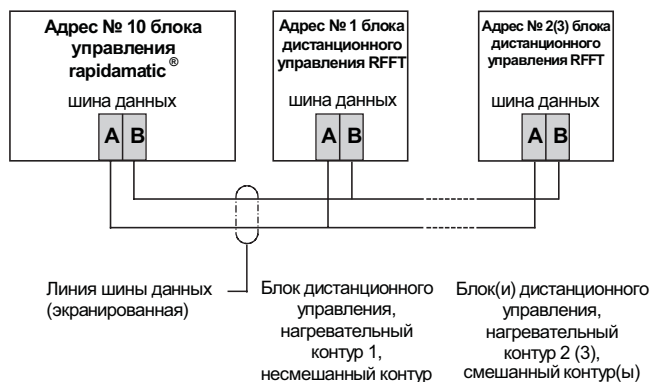 Адрес № 10 блока
управления
rapidamatic ®
шина данных
A B
Адрес № 1 блока
дистанционного
управления RFFT
шина данных
A B
Адрес № 2(3) блока
дистанционного
управления RFFT
шина данных
A B
Линия шины данных
(экранированная)
Блок дистанционного
управления,
нагревательный
контур 1,
несмешанный контур
Блок(и) дистанционного
управления,
нагревательный
контур 2 (3),
смешанный контур(ы)